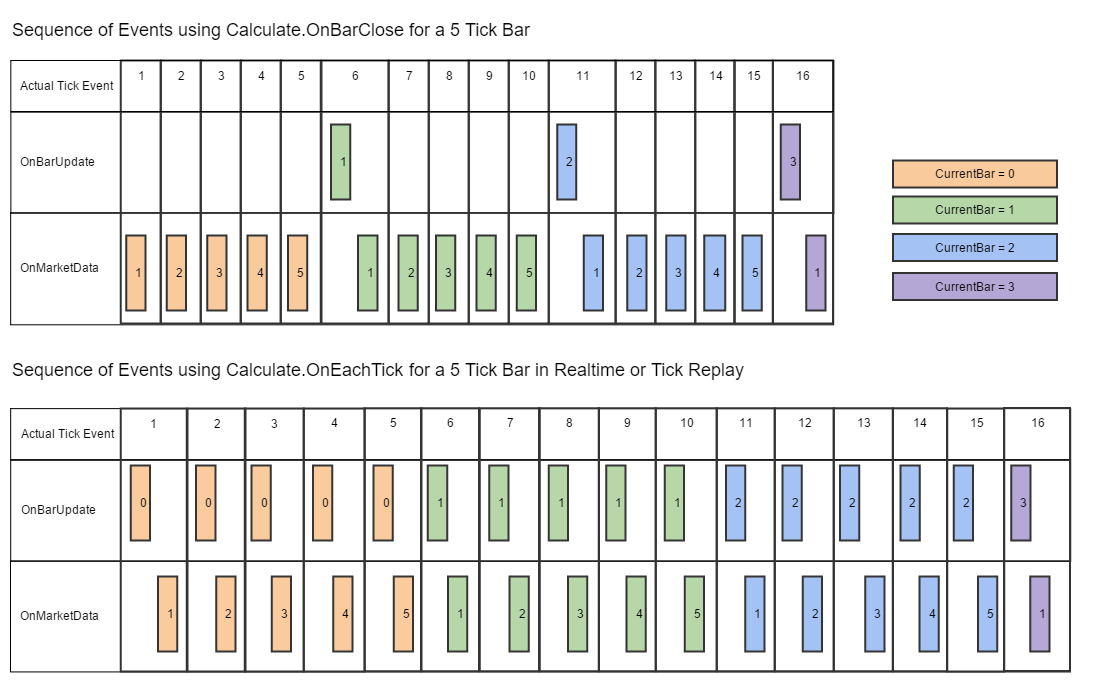 Sequence of Events using Calculate.OnBarClose for a 5 Tick Bar
Actual Tick Event 1 2 3 4 5 6 7 8 9 10 11 12 13 14 15 16
OnBarUpdate 1 2 3
OnMarketData 1 2 3 4 5 1 2 3 4 5 1 2 3 4 5 1
CurrentBar = 0
CurrentBar = 1
CurrentBar = 2
CurrentBar = 3
Sequence of Events using Calculate.OnEachTick for a 5 Tick Bar in Realtime or Tick Replay
Actual Tick Event 1 2 3 4 5 6 7 8 9 10 11 12 13 14 15 16
OnBarUpdate 0 0 0 0 0 1 1 1 1 1 2 2 2 2 2 3
OnMarketData 1 2 3 4 5 1 2 3 4 5 1 2 3 4 5 1